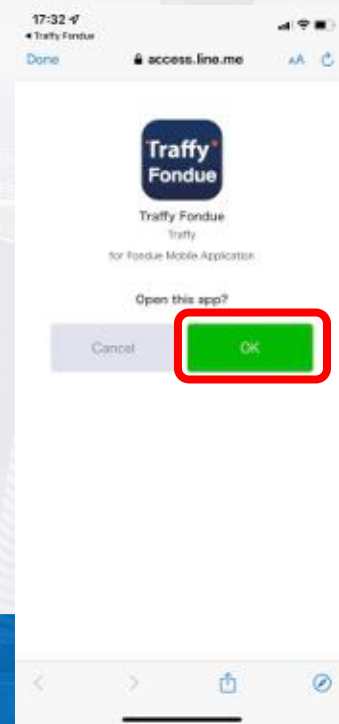 17:32
◀ Traffy Fondue
Done access.line.me AA
Traffy
Fondue
Traffy Fondue
Traffy
for Fondue Mobile Application
Open this app?
Cancel OK